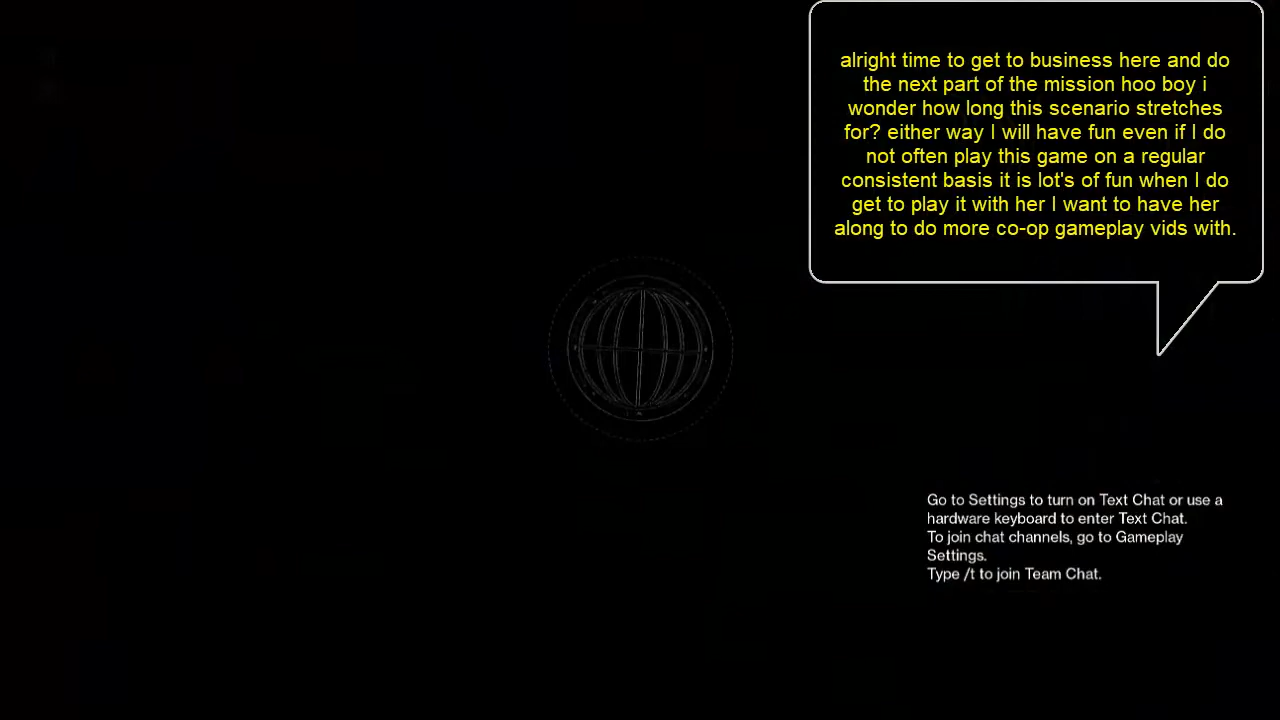 alright time to get to business here and do
the next part of the mission hoo boy i
wonder how long this scenario stretches
for? either way I will have fun even if I do
not often play this game on a regular
consistent basis it is lot's of fun when I do
get to play it with her I want to have her
along to do more co-op gameplay vids with.
Go to Settings to turn on Text Chat or use a
hardware keyboard to enter Text Chat.
To join chat channels, go to Gameplay
Settings.
Type /t to join Team Chat.